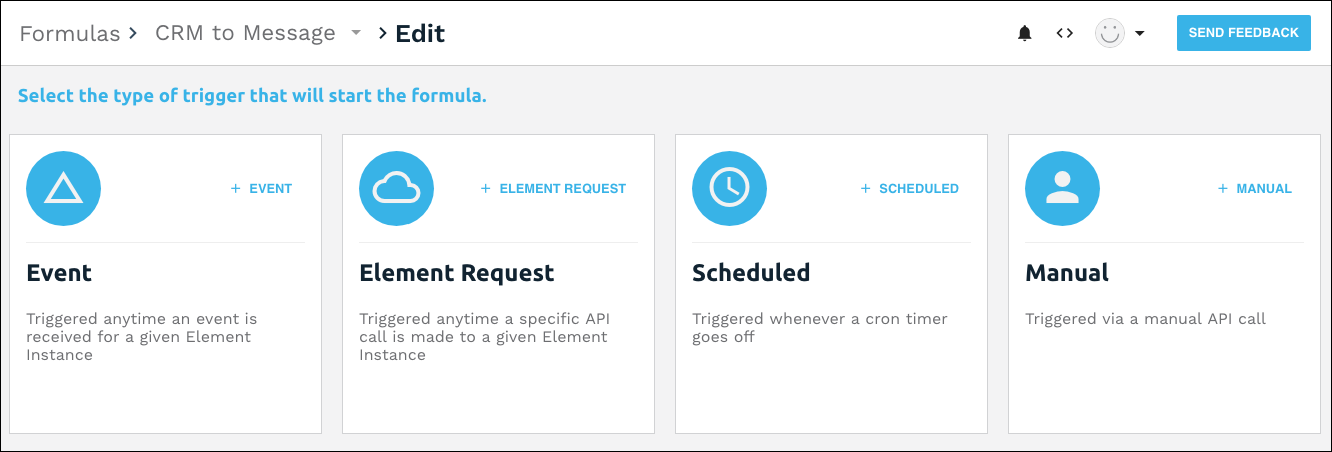 Formulas > CRM to Message > Edit
SEND FEEDBACK
Select the type of trigger that will start the formula.
+ EVENT
Event
Triggered anytime an event is
received for a given Element
Instance
+ ELEMENT REQUEST
Element Request
Triggered anytime a specific API
call is made to a given Element
Instance
+ SCHEDULED
Scheduled
Triggered whenever a cron timer
goes off
+ MANUAL
Manual
Triggered via a manual API call